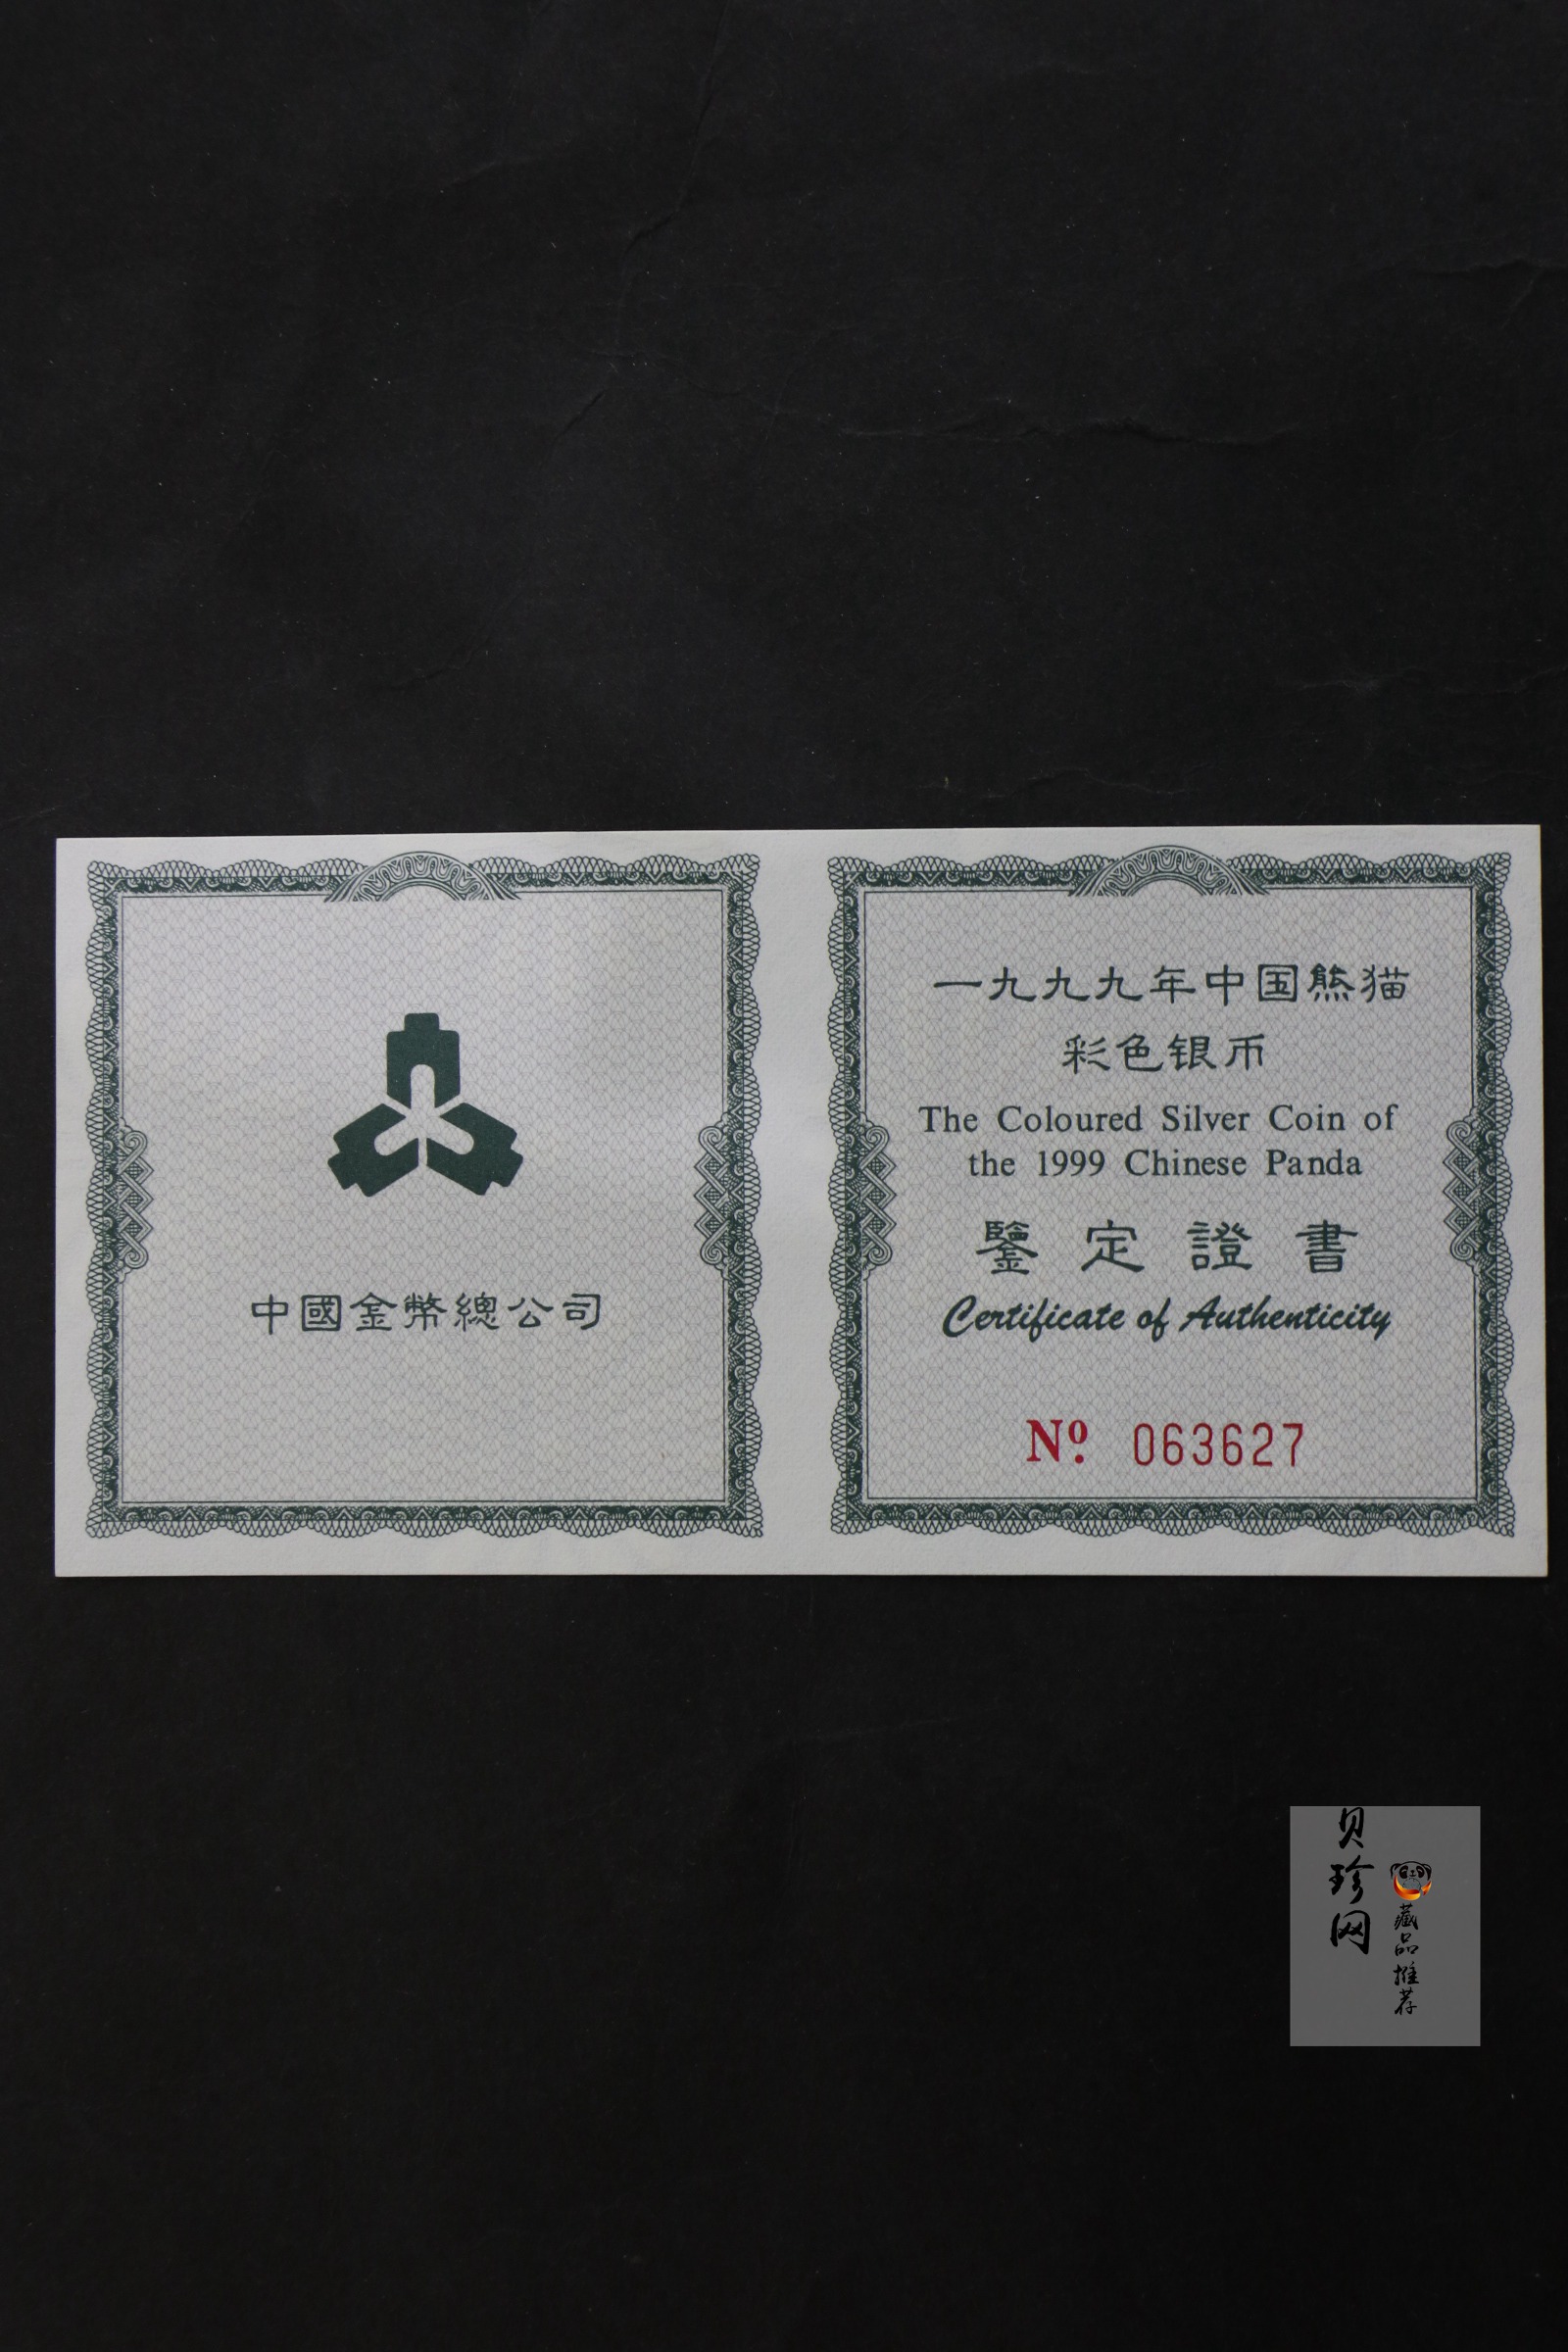 中國金幣總公司
一九九九年中国熊猫
彩色银币
The Coloured Silver Coin of
the 1999 Chinese Panda
鑒定證書
Certificate of Authenticity
Nº 063627
贝珍网
藏品推荐